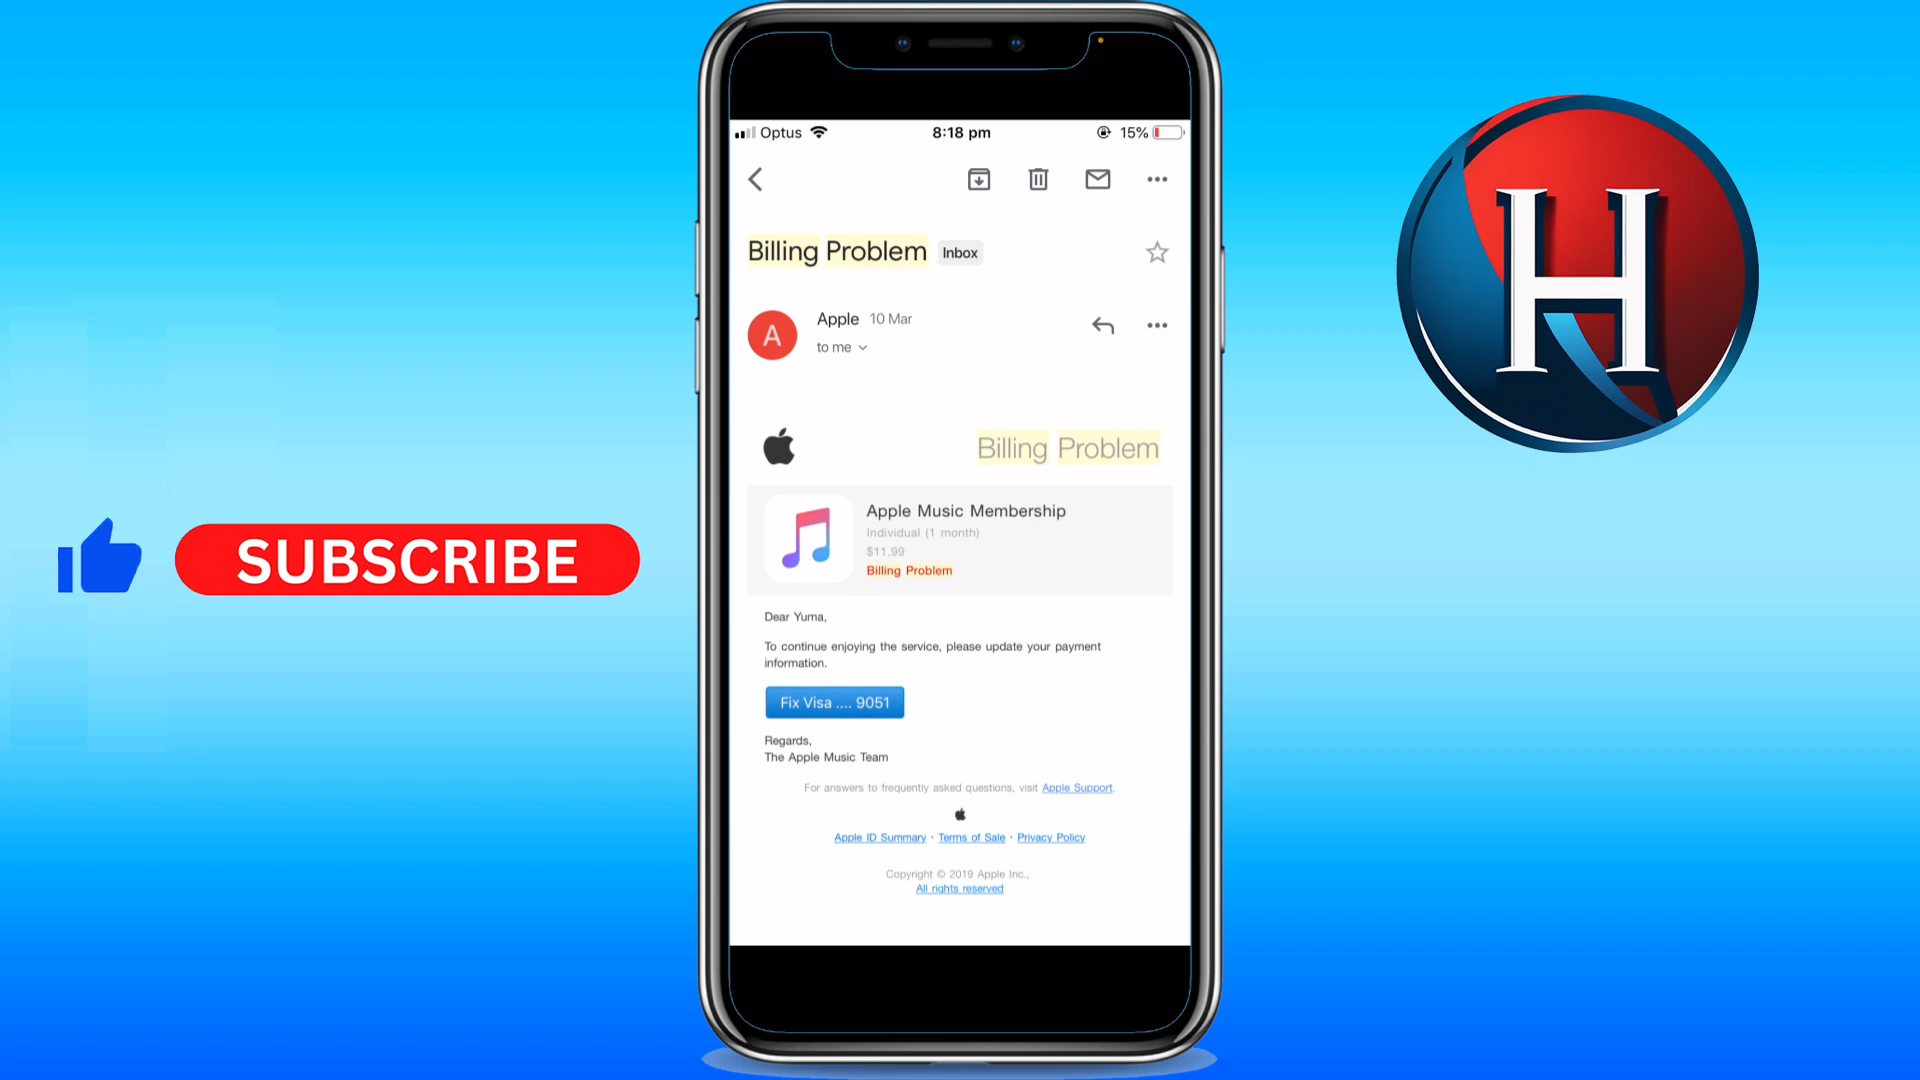 Optus
8:18 pm
15%
Billing Problem Inbox
Apple 10 Mar
A
to me
Billing Problem
Apple Music Membership
Individual (1 month)
$11.99
Billing Problem
Dear Yuma,
To continue enjoying the service, please update your payment
information.
Fix Visa .... 9051
Regards,
The Apple Music Team
For answers to frequently asked questions, visit Apple Support.
Apple ID Summary · Terms of Sale · Privacy Policy
Copyright © 2019 Apple Inc.,
All rights reserved
SUBSCRIBE
H